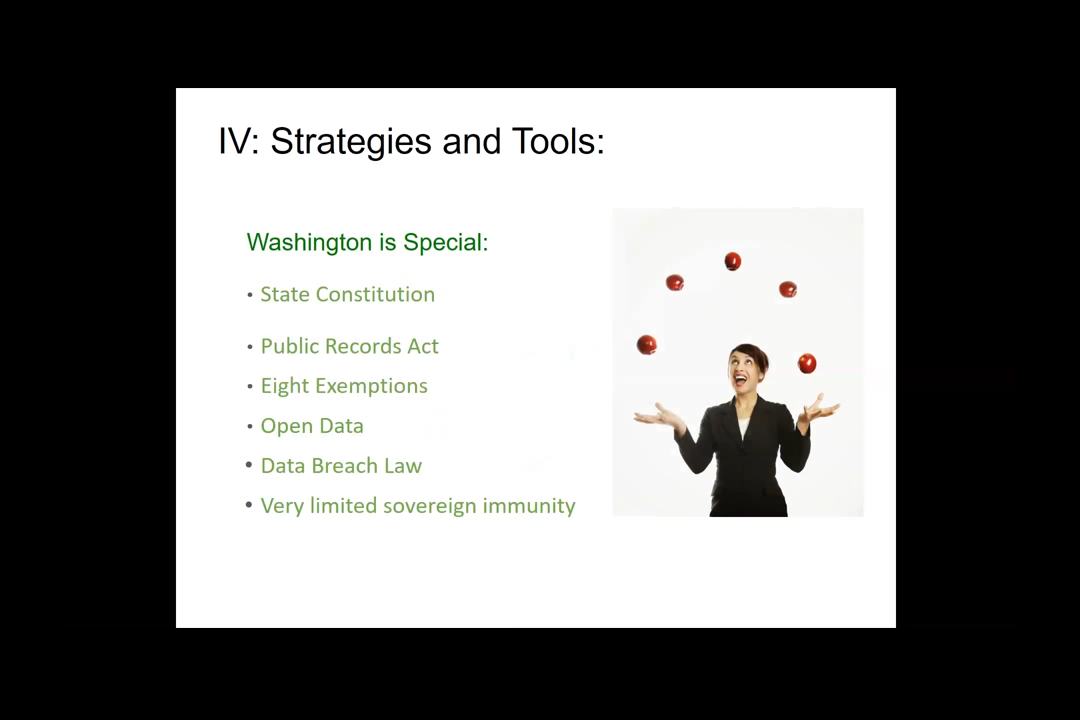 IV: Strategies and Tools:
Washington is Special:
• State Constitution
• Public Records Act
• Eight Exemptions
• Open Data
• Data Breach Law
• Very limited sovereign immunity